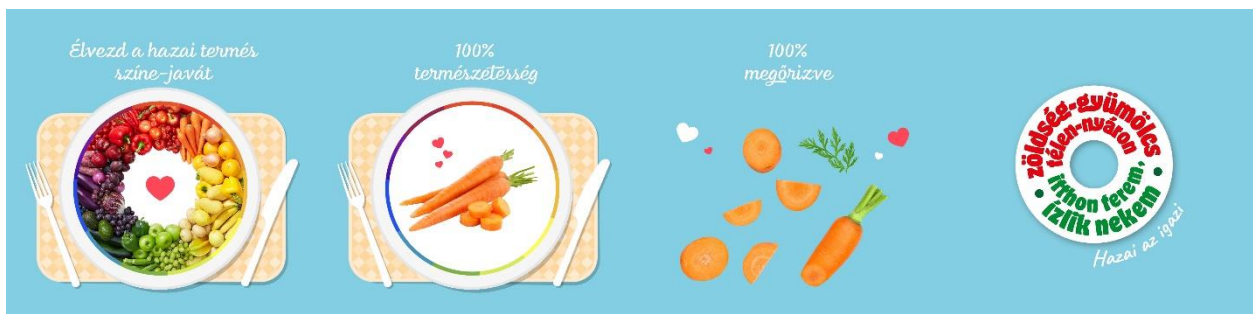 Élvezd a hazai termés
színe-javát
100%
természetesség
100%
megőrizve
zöldség-gyümölcs
télen-nyáron
itthon terem,
ízlik nekem
Hazai az igazi